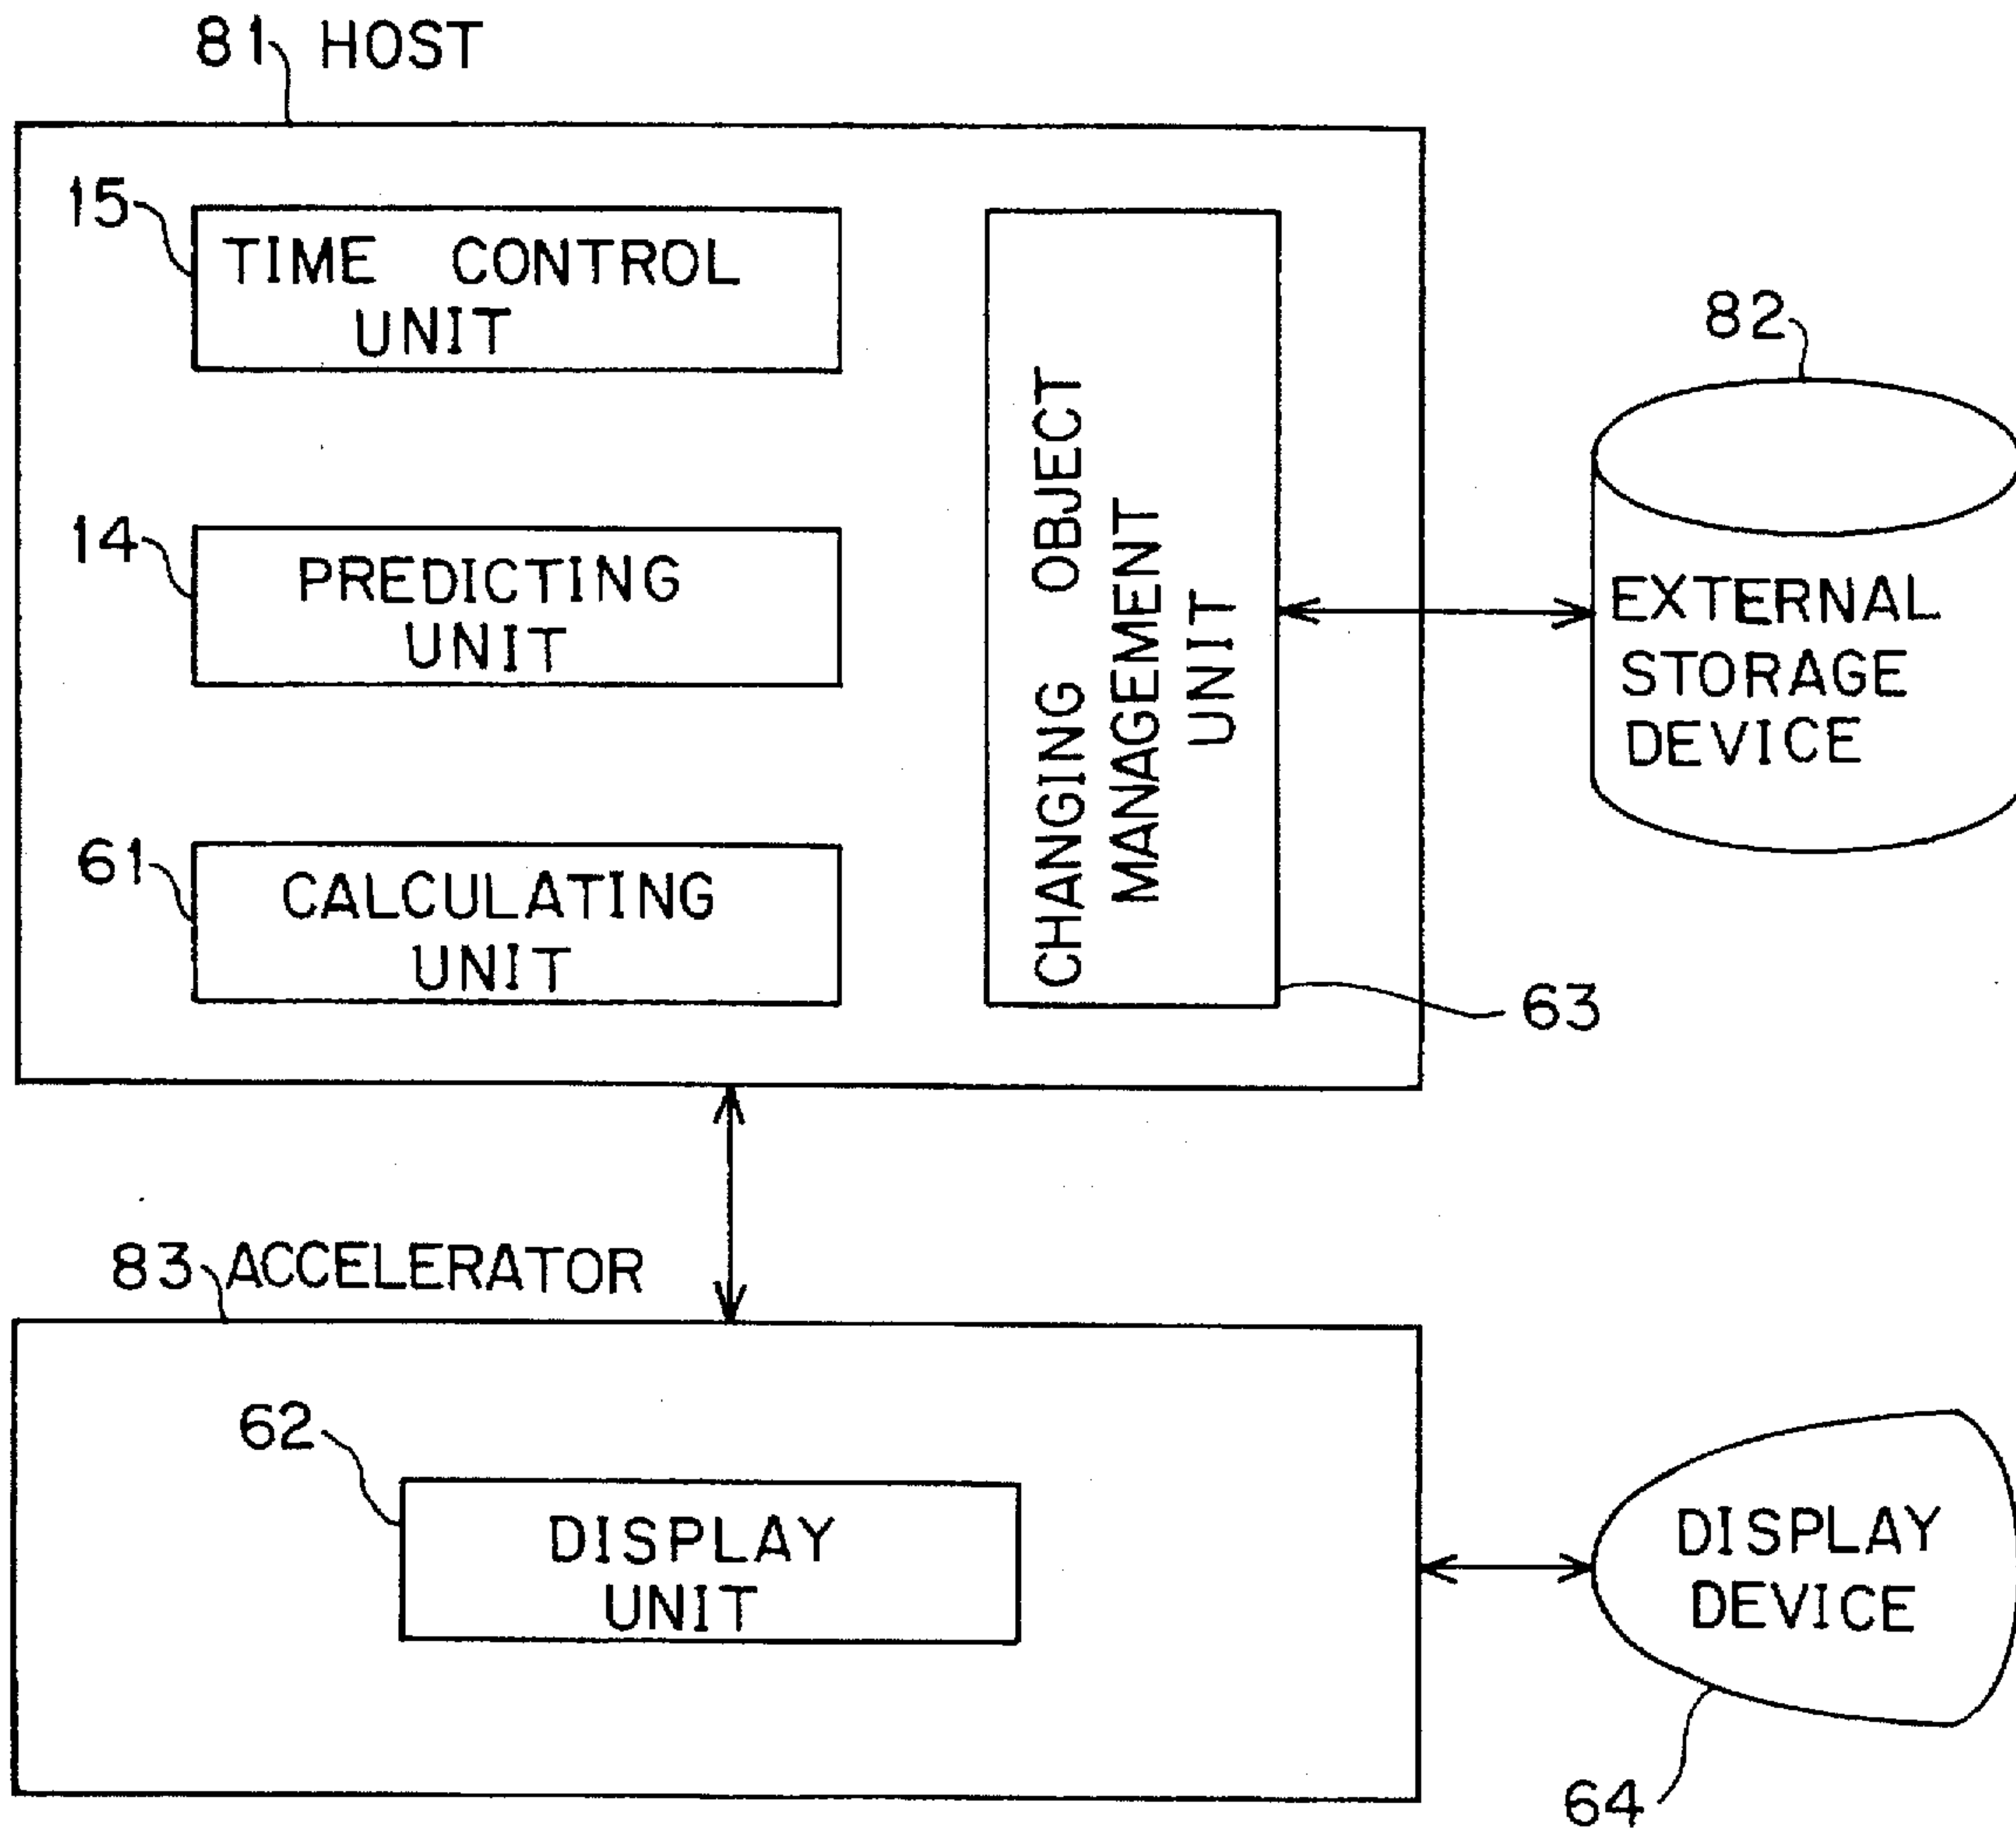 81 HOST
15
TIME CONTROL
UNIT
14
PREDICTING
UNIT
61
CALCULATING
UNIT
CHANGING OBJECT
MANAGEMENT
UNIT
63
82
EXTERNAL
STORAGE
DEVICE
83 ACCELERATOR
62
DISPLAY
UNIT
DISPLAY
DEVICE
64